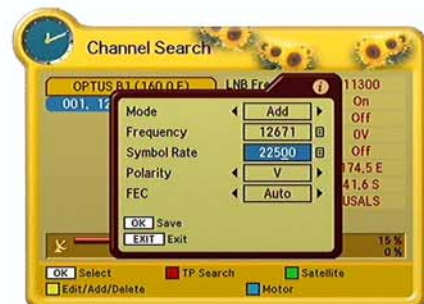 Channel Search
OPTUS B1 (160.0 E)
LNB Fre
11300
001, 12
On
Off
0V
Off
174,5 E
41,6 S
USALS
Mode Add
Frequency 12671
Symbol Rate 22500
Polarity V
FEC Auto
OK Save
EXIT Exit
15 %
0 %
OK Select
TP Search
Satellite
Edit/Add/Delete
Motor